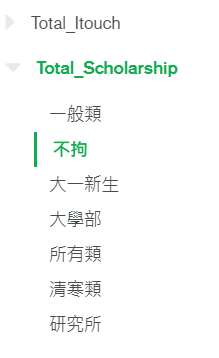 Total_Itouch
Total_Scholarship
一般類
不拘
大一新生
大學部
所有類
清寒類
研究所